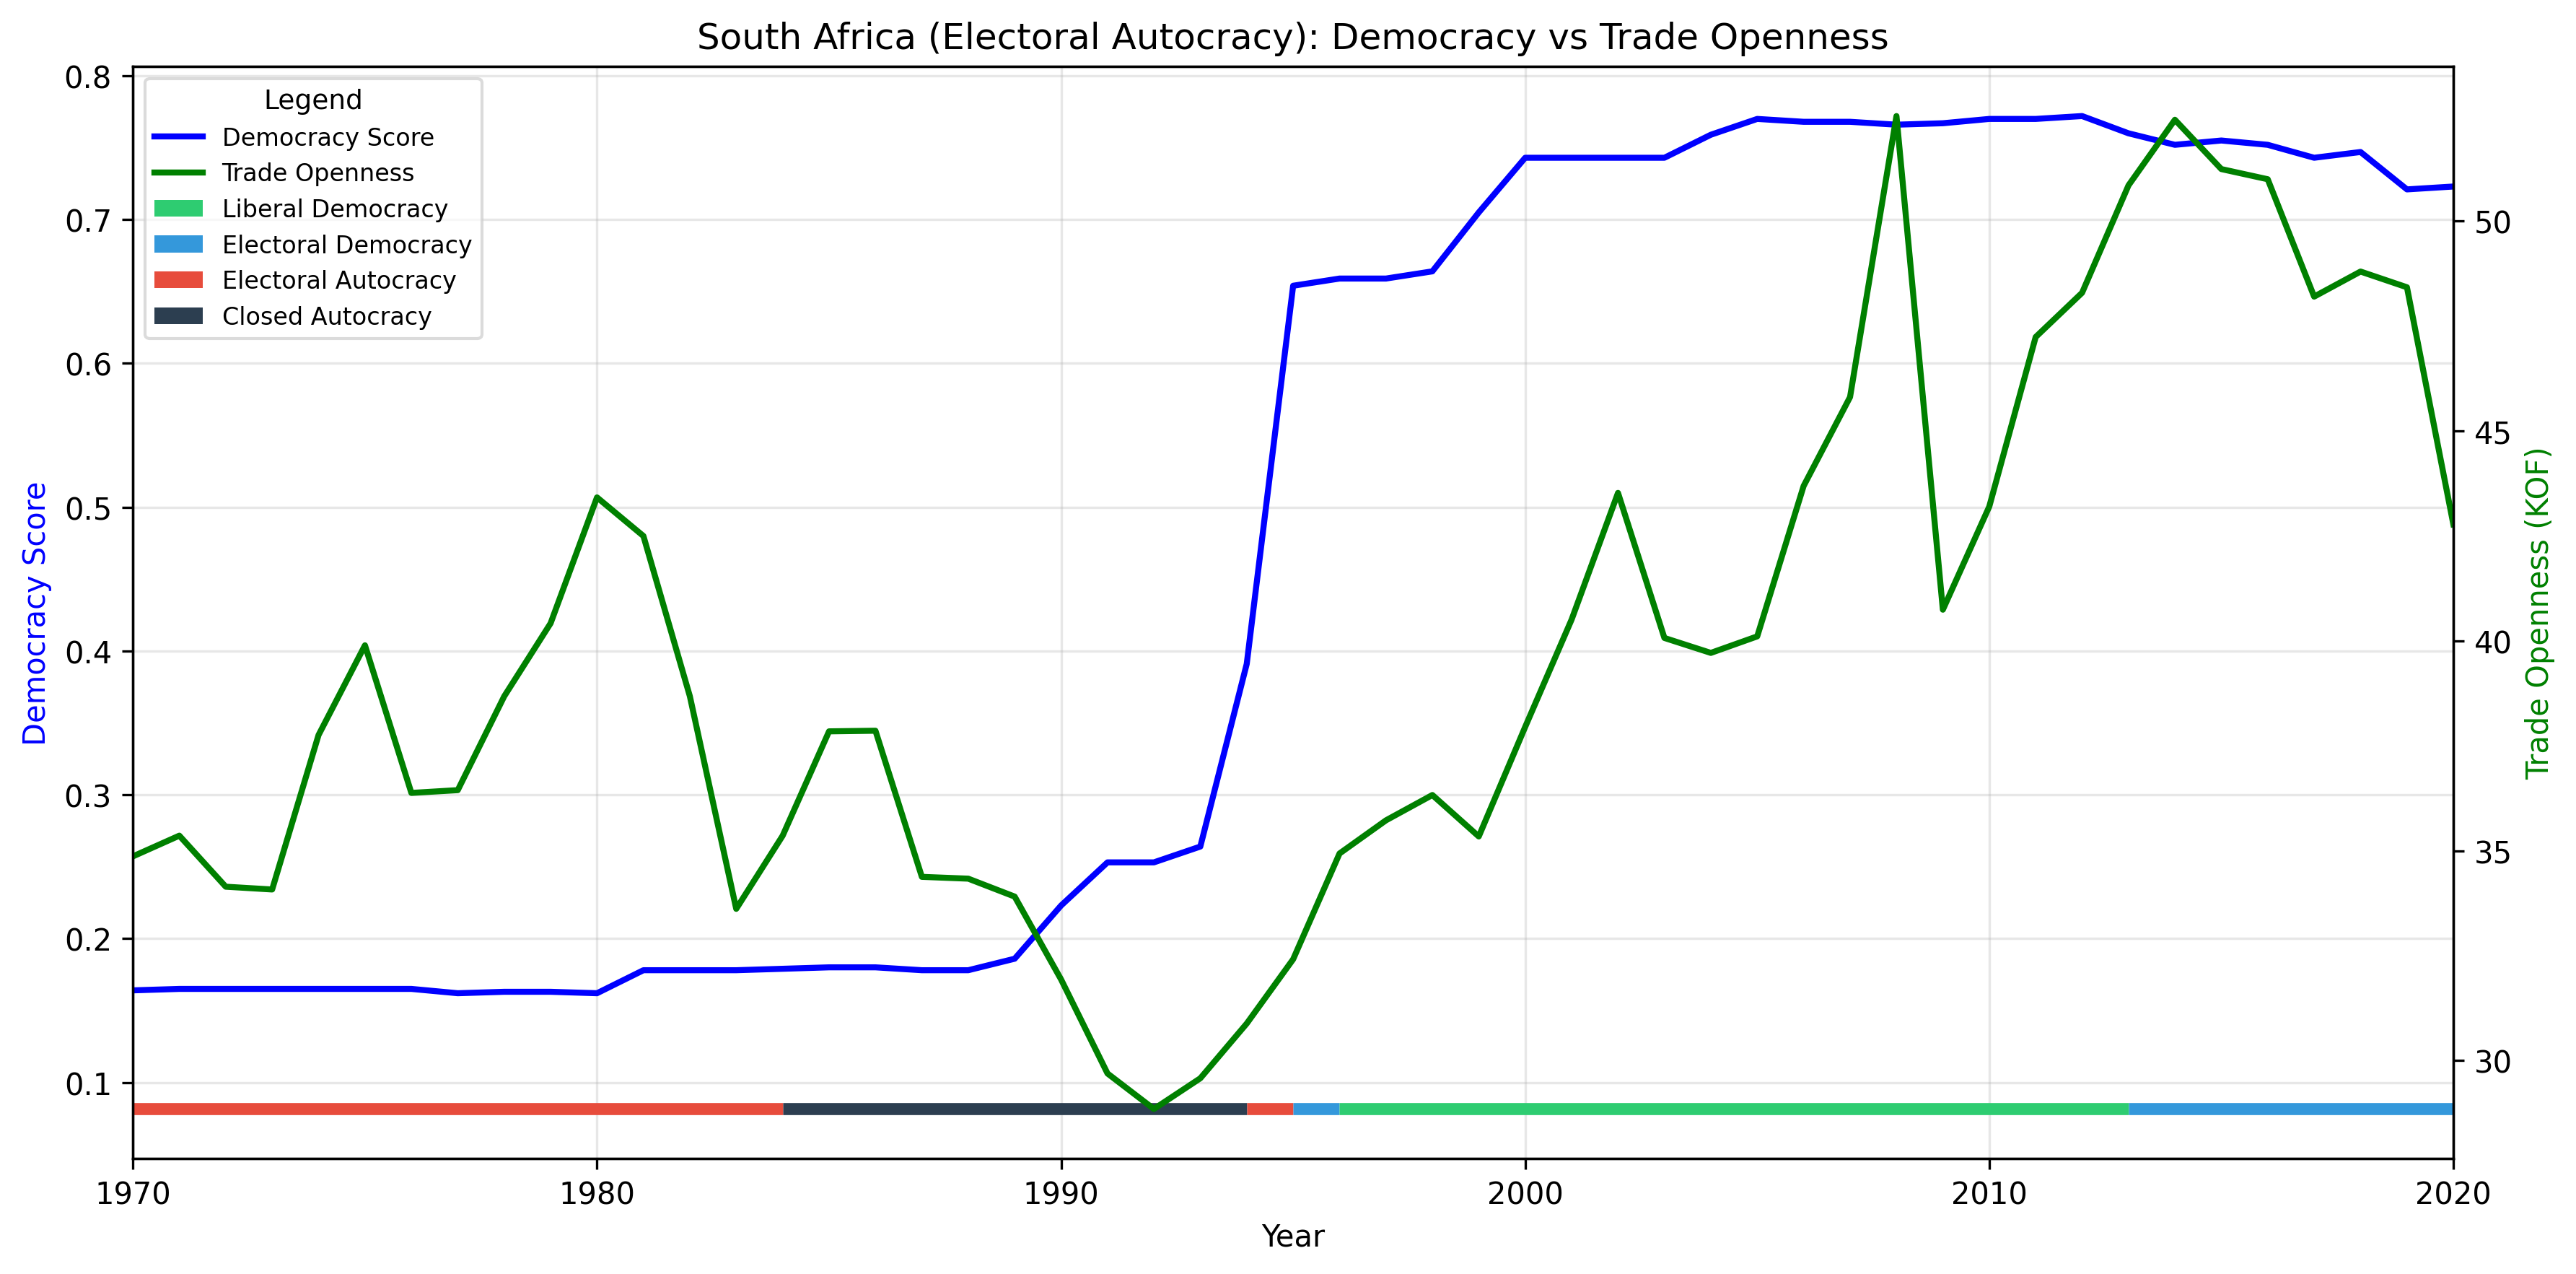 South Africa (Electoral Autocracy): Democracy vs Trade Openness
Legend
Democracy Score
Trade Openness
Liberal Democracy
Electoral Democracy
Electoral Autocracy
Closed Autocracy
Democracy Score
0.8
0.7
0.6
0.5
0.4
0.3
0.2
0.1
50
45
40
35
30
Trade Openness (KOF)
1970 1980 1990 2000 2010 2020
Year